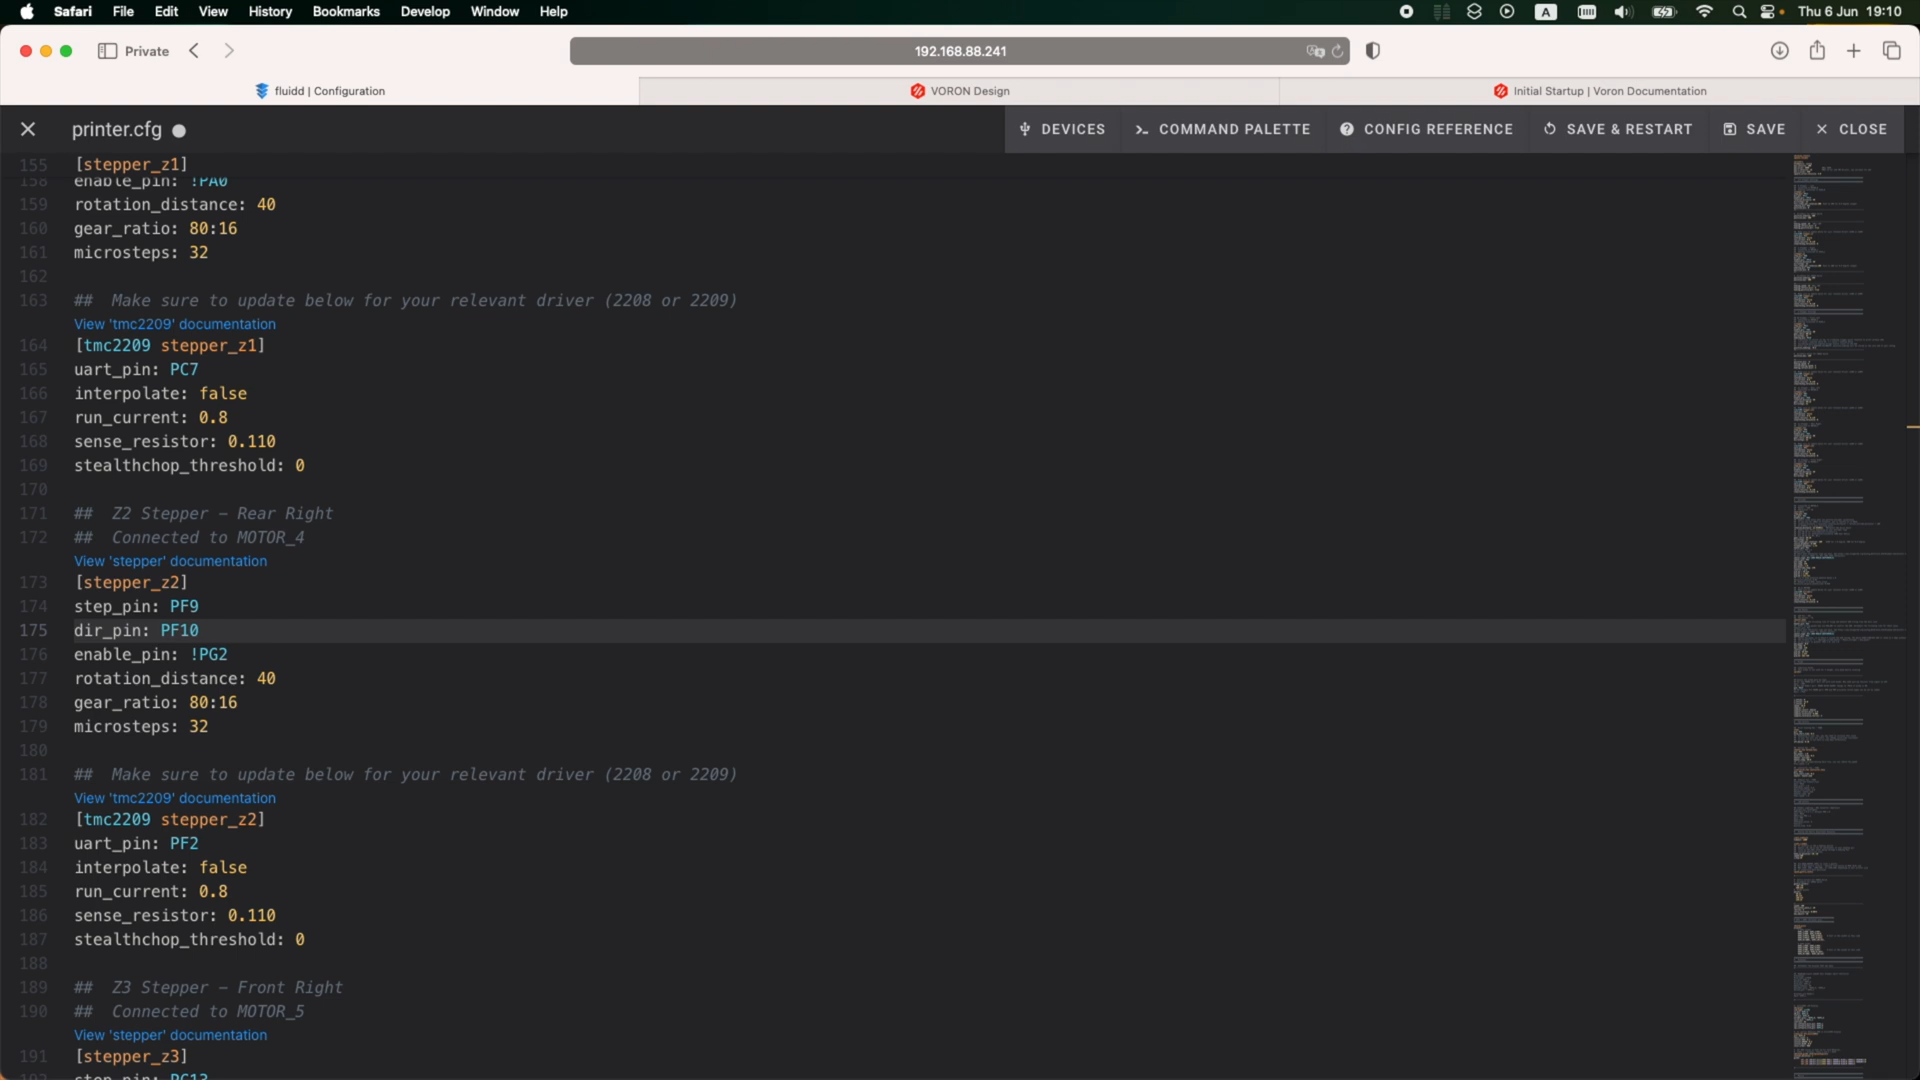 Safari File Edit View History Bookmarks Develop Window Help A Thu 6 Jun 19:10
Private 192.168.88.241
fluidd | Configuration VORON Design Initial Startup | Voron Documentation
printer.cfg DEVICES COMMAND PALETTE CONFIG REFERENCE SAVE & RESTART SAVE CLOSE
155 [stepper_z1]
158 enable_pin: !PA0
159 rotation_distance: 40
160 gear_ratio: 80:16
161 microsteps: 32
162
163 ## Make sure to update below for your relevant driver (2208 or 2209)
View 'tmc2209' documentation
164 [tmc2209 stepper_z1]
165 uart_pin: PC7
166 interpolate: false
167 run_current: 0.8
168 sense_resistor: 0.110
169 stealthchop_threshold: 0
170
171 ## Z2 Stepper - Rear Right
172 ## Connected to MOTOR_4
View 'stepper' documentation
173 [stepper_z2]
174 step_pin: PF9
175 dir_pin: PF10
176 enable_pin: !PG2
177 rotation_distance: 40
178 gear_ratio: 80:16
179 microsteps: 32
180
181 ## Make sure to update below for your relevant driver (2208 or 2209)
View 'tmc2209' documentation
182 [tmc2209 stepper_z2]
183 uart_pin: PF2
184 interpolate: false
185 run_current: 0.8
186 sense_resistor: 0.110
187 stealthchop_threshold: 0
188
189 ## Z3 Stepper - Front Right
190 ## Connected to MOTOR_5
View 'stepper' documentation
191 [stepper_z3]
192 step_pin: PG13